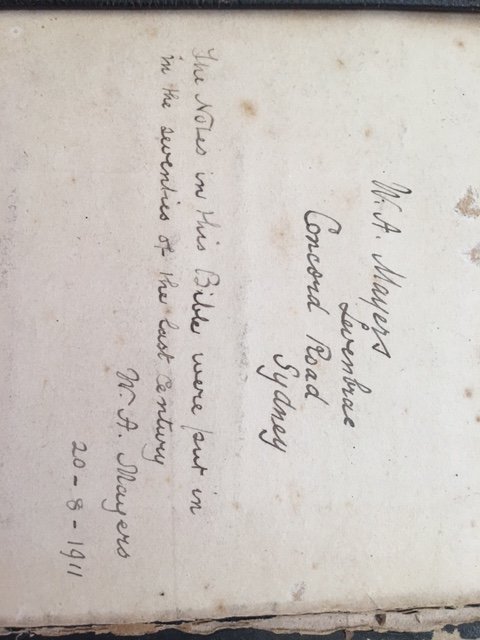 W. A. Mayers
Levenbrae
Concord Road
Sydney
The Notes in this Bible were put in
in the seventies of the last Century
W. A. Mayers
20-8-1911